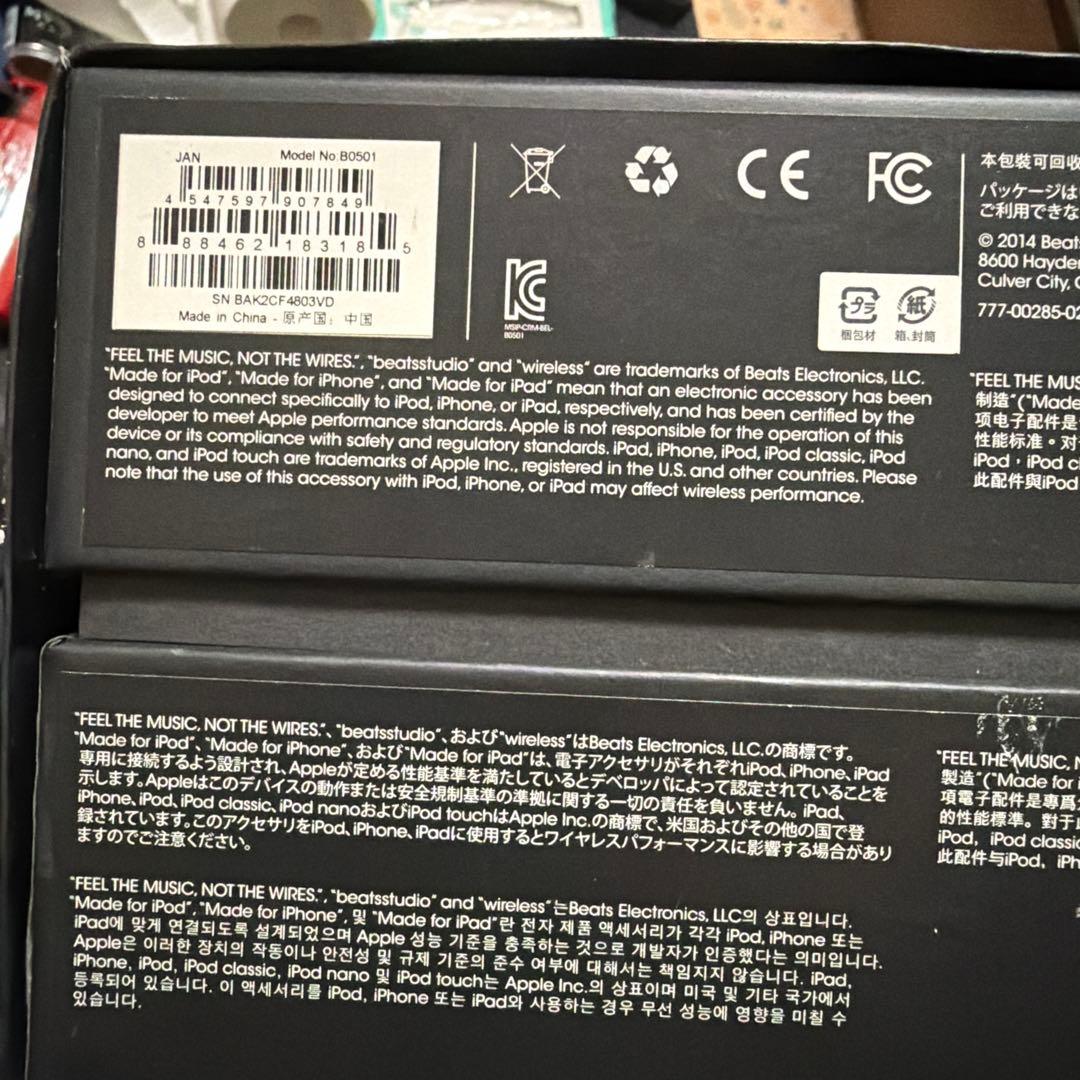 JAN Model No:B0501
4 547597 907849
8 88462 18318 5
SN:BAK2CF4803VD
Made in China - 原产国: 中国
CE
FC
MSIP-CRM-BEL-
B0501
プラ 紙
梱包材 箱、封筒
本包裝可回收
パッケージは
ご利用できな
© 2014 Beats
8600 Hayden
Culver City, C
777-00285-02
"FEEL THE MUSIC, NOT THE WIRES.", "beatsstudio" and "wireless" are trademarks of Beats Electronics, LLC.
"Made for iPod", "Made for iPhone", and "Made for iPad" mean that an electronic accessory has been
designed to connect specifically to iPod, iPhone, or iPad, respectively, and has been certified by the
developer to meet Apple performance standards. Apple is not responsible for the operation of this
device or its compliance with safety and regulatory standards. iPad, iPhone, iPod, iPod classic, iPod
nano, and iPod touch are trademarks of Apple Inc., registered in the U.S. and other countries. Please
note that the use of this accessory with iPod, iPhone, or iPad may affect wireless performance.
"FEEL THE MUS
制造"("Made
项电子配件是
性能标准。对
iPod，iPod cl
此配件與iPod
"FEEL THE MUSIC, NOT THE WIRES."、"beatsstudio"、および"wireless"はBeats Electronics, LLC.の商標です。
"Made for iPod"、"Made for iPhone"、および"Made for iPad"は、電子アクセサリがそれぞれiPod、iPhone、iPad
専用に接続するよう設計され、Appleが定める性能基準を満たしているとデベロッパによって認定されていることを
示します。Appleはこのデバイスの動作または安全規制基準の準拠に関する一切の責任を負いません。iPad、
iPhone、iPod、iPod classic、iPod nanoおよびiPod touchはApple Inc.の商標で、米国およびその他の国で登
録されています。このアクセサリをiPod、iPhone、iPadに使用するとワイヤレスパフォーマンスに影響する場合があり
ますのでご注意ください。
"FEEL THE MUSIC, N
製造"("Made for i
項電子配件是專爲
的性能標準。對于此
iPod，iPod classic
此配件与iPod，iPh
"FEEL THE MUSIC, NOT THE WIRES.", "beatsstudio" and "wireless"는Beats Electronics, LLC의 상표입니다.
"Made for iPod", "Made for iPhone", 및 "Made for iPad"란 전자 제품 액세서리가 각각 iPod, iPhone 또는
iPad에 맞게 연결되도록 설계되었으며 Apple 성능 기준을 충족하는 것으로 개발자가 인증했다는 의미입니다.
Apple은 이러한 장치의 작동이나 안전성 및 규제 기준의 준수 여부에 대해서는 책임지지 않습니다. iPad,
iPhone, iPod, iPod classic, iPod nano 및 iPod touch는 Apple Inc.의 상표이며 미국 및 기타 국가에서
등록되어 있습니다. 이 액세서리를 iPod, iPhone 또는 iPad와 사용하는 경우 무선 성능에 영향을 미칠 수
있습니다.